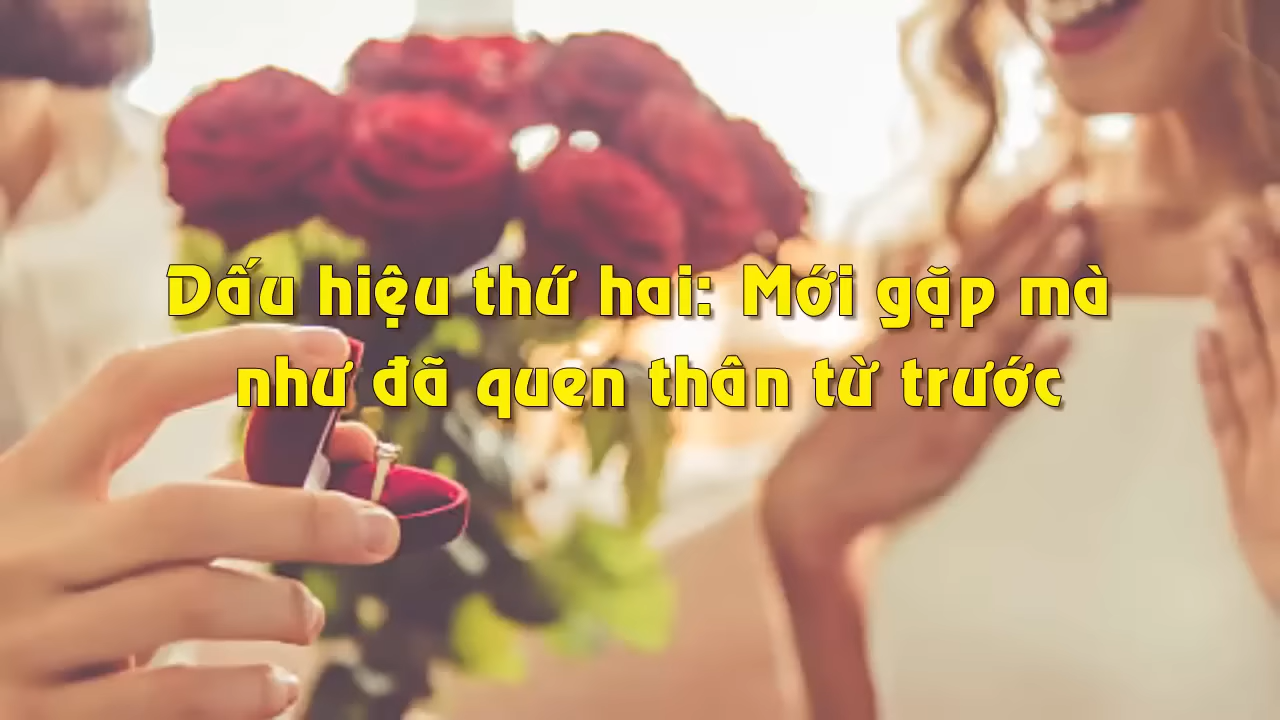 Dấu hiệu thứ hai: Mới gặp mà
như đã quen thân từ trước